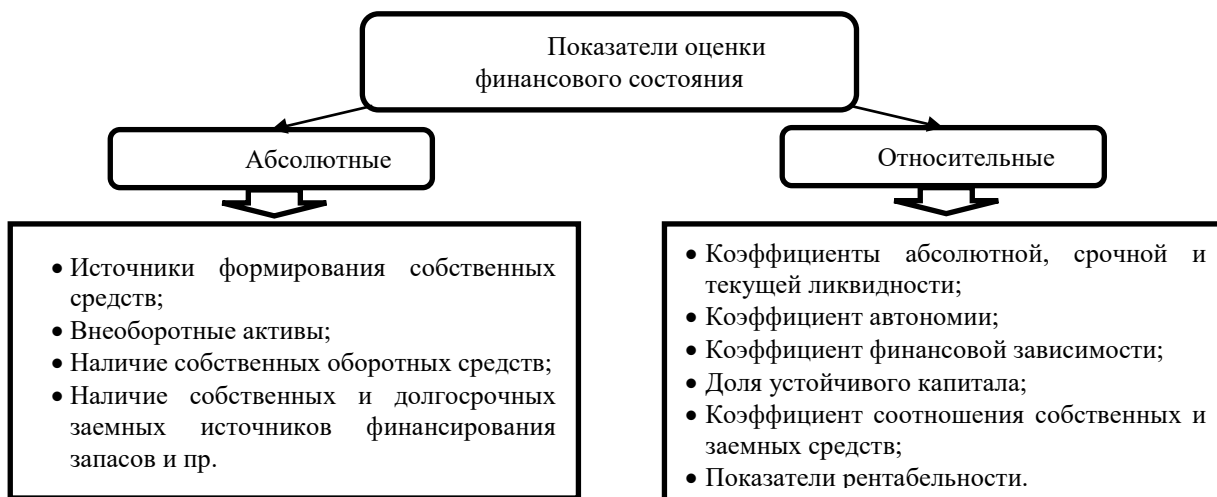 Показатели оценки
финансового состояния
Абсолютные
Относительные
• Источники формирования собственных
средств;
• Внеоборотные активы;
• Наличие собственных оборотных средств;
• Наличие собственных и долгосрочных
заемных источников финансирования
запасов и пр.
• Коэффициенты абсолютной, срочной и
текущей ликвидности;
• Коэффициент автономии;
• Коэффициент финансовой зависимости;
• Доля устойчивого капитала;
• Коэффициент соотношения собственных и
заемных средств;
• Показатели рентабельности.